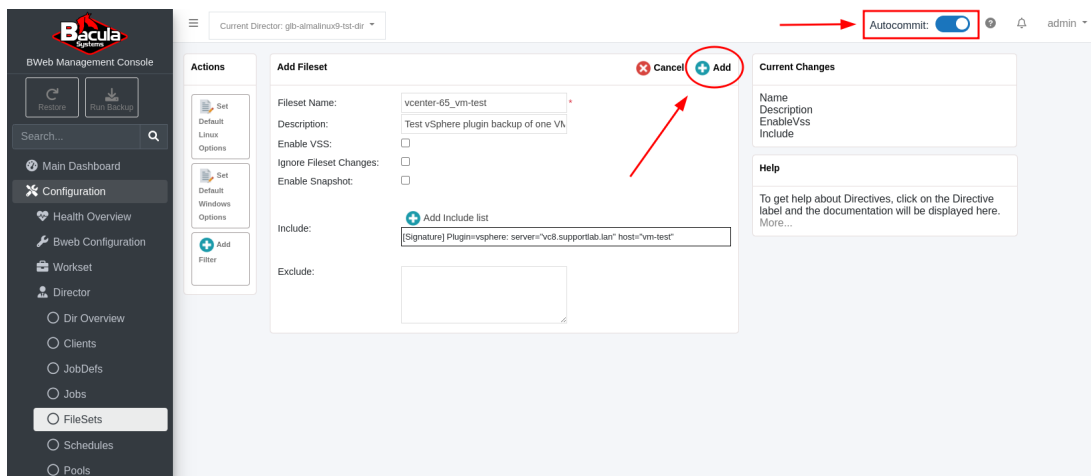 Bacula
Systems
BWeb Management Console
Restore
Run Backup
Search...
Main Dashboard
Configuration
Health Overview
Bweb Configuration
Workset
Director
Dir Overview
Clients
JobDefs
Jobs
FileSets
Schedules
Pools
Current Director: glb-almalinux9-tst-dir
Autocommit:
admin
Actions
Set
Default
Linux
Options
Set
Default
Windows
Options
Add
Filter
Add Fileset
Cancel
Add
Fileset Name:
vcenter-65_vm-test
*
Description:
Test vSphere plugin backup of one VM
Enable VSS:
Ignore Fileset Changes:
Enable Snapshot:
Include:
Add Include list
[Signature] Plugin=vsphere: server="vc8.supportlab.lan" host="vm-test"
Exclude:
Current Changes
Name
Description
EnableVss
Include
Help
To get help about Directives, click on the Directive
label and the documentation will be displayed here.
More...